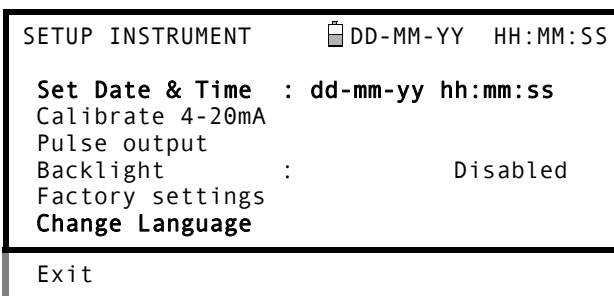 SETUP INSTRUMENT DD-MM-YY HH:MM:SS
Set Date & Time : dd-mm-yy hh:mm:ss
Calibrate 4-20mA
Pulse output
Backlight : Disabled
Factory settings
Change Language
Exit